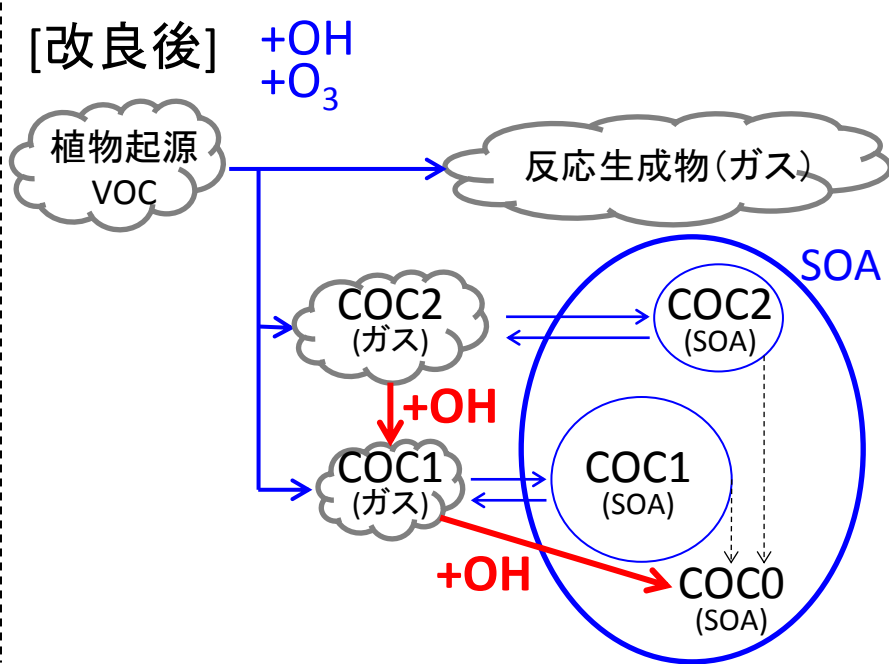 [改良後]
+OH
+O₃
植物起源
VOC
反応生成物(ガス)
SOA
COC2
(ガス)
COC2
(SOA)
+OH
COC1
(ガス)
COC1
(SOA)
+OH
COC0
(SOA)